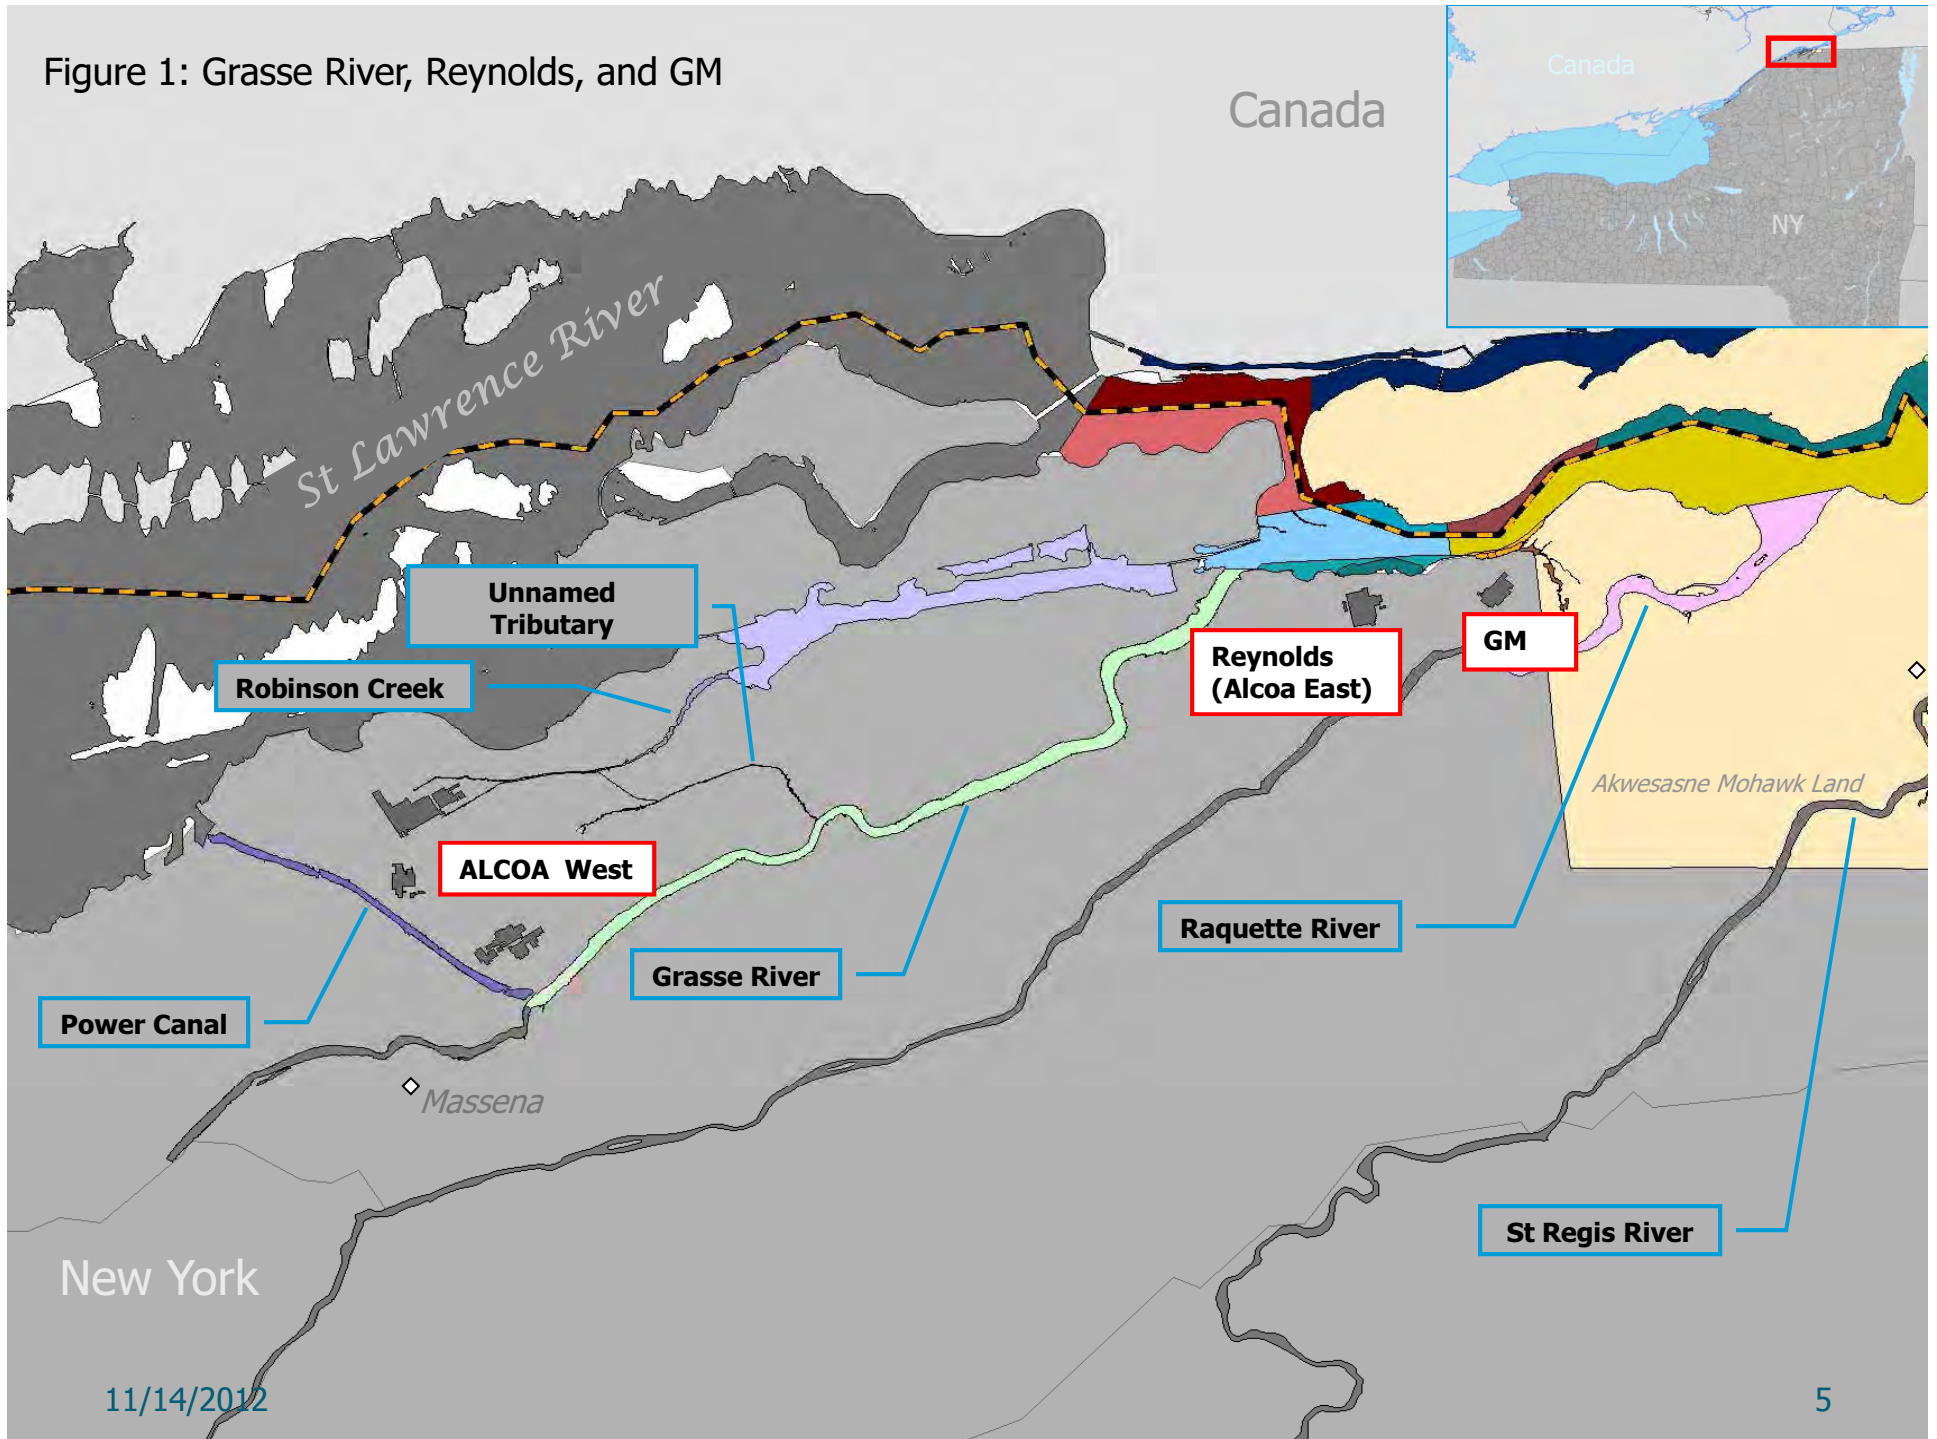 Figure 1: Grasse River, Reynolds, and GM
Canada
Canada
NY
St Lawrence River
Unnamed
Tributary
Robinson Creek
Reynolds
(Alcoa East)
GM
Akwesasne Mohawk Land
ALCOA West
Raquette River
Grasse River
Power Canal
Massena
St Regis River
New York
11/14/2012
5